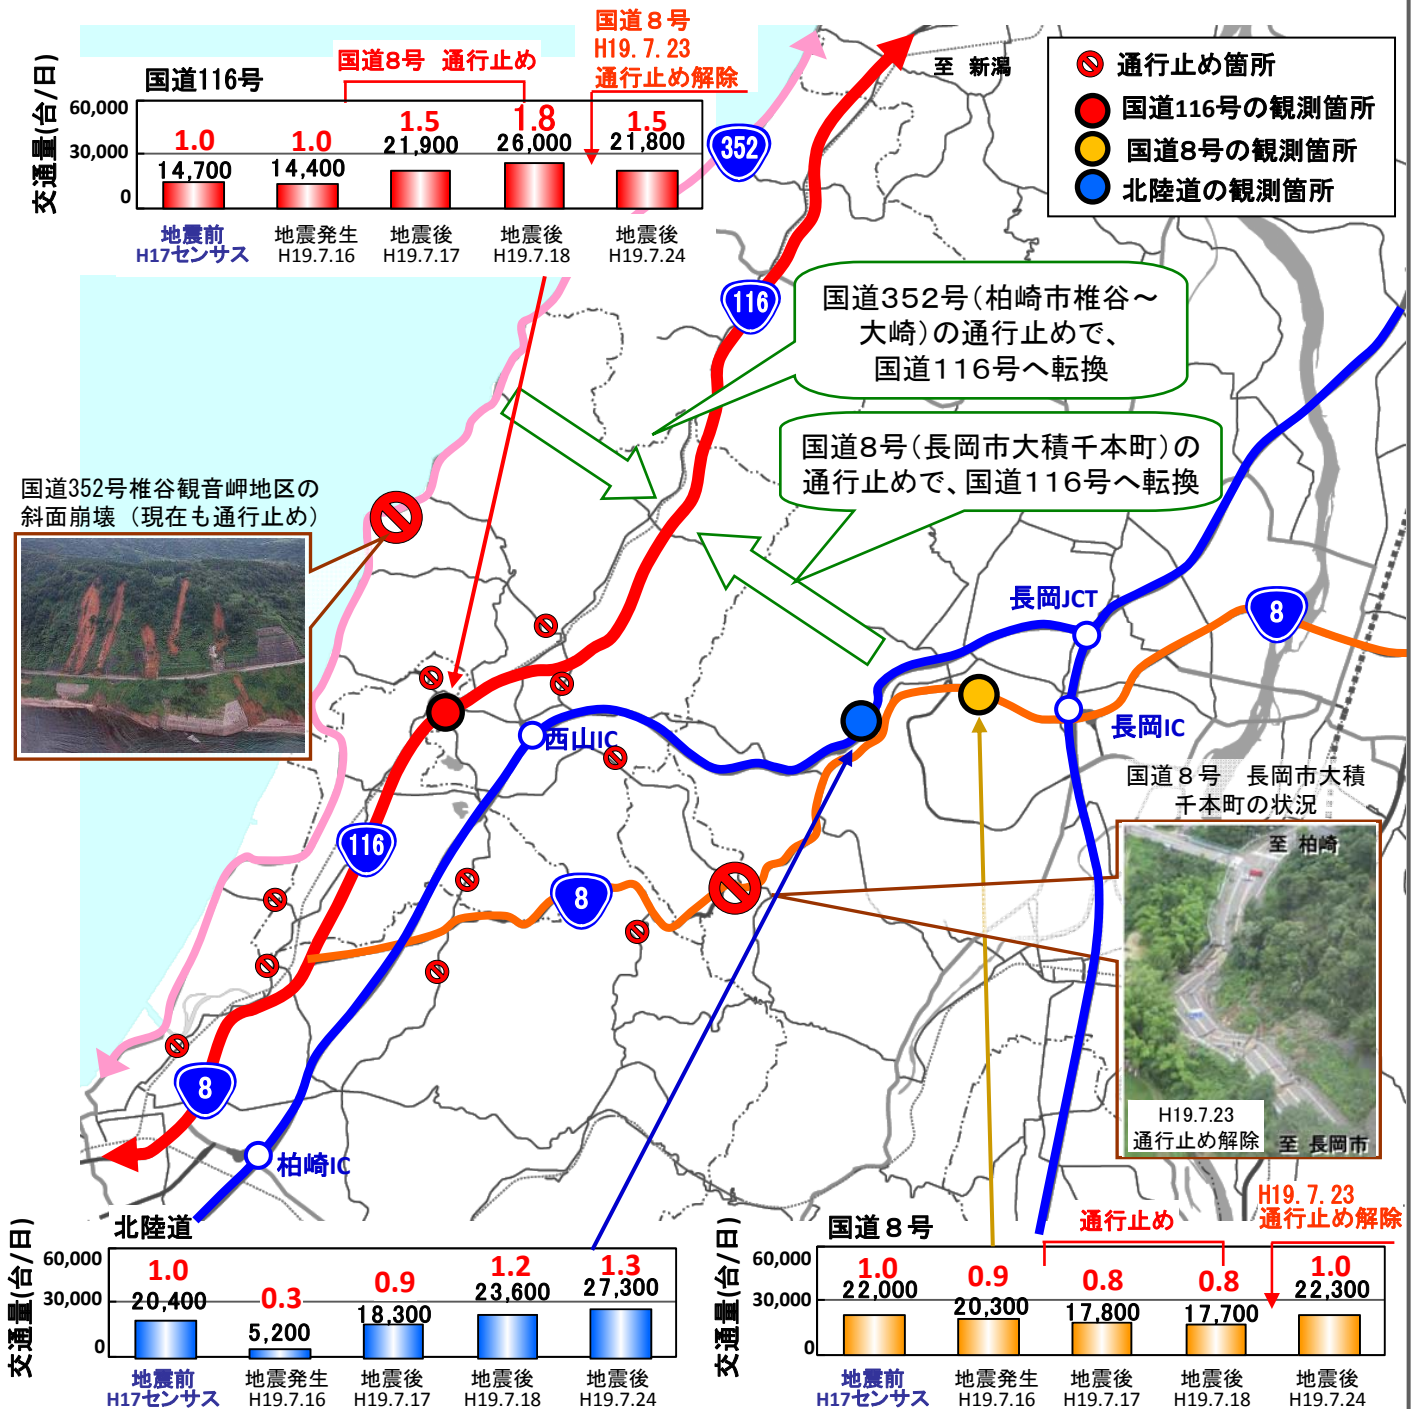 国道116号
国道8号 通行止め
国道８号
H19.7.23
通行止め解除
交通量(台/日)
60,000
30,000
0
1.0
14,700
1.0
14,400
1.5
21,900
1.8
26,000
1.5
21,800
地震前
H17センサス
地震発生
H19.7.16
地震後
H19.7.17
地震後
H19.7.18
地震後
H19.7.24
至 新潟
通行止め箇所
国道116号の観測箇所
国道8号の観測箇所
北陸道の観測箇所
352
116
国道352号（柏崎市椎谷～
大崎）の通行止めで、
国道116号へ転換
国道8号（長岡市大積千本町）の
通行止めで、国道116号へ転換
国道352号椎谷観音岬地区の
斜面崩壊（現在も通行止め）
長岡JCT
8
長岡IC
西山IC
116
8
8
柏崎IC
国道８号 長岡市大積
千本町の状況
至 柏崎
H19.7.23
通行止め解除
至 長岡市
北陸道
交通量(台/日)
60,000
30,000
0
1.0
20,400
0.3
5,200
0.9
18,300
1.2
23,600
1.3
27,300
地震前
H17センサス
地震発生
H19.7.16
地震後
H19.7.17
地震後
H19.7.18
地震後
H19.7.24
国道８号
通行止め
H19.7.23
通行止め解除
交通量(台/日)
60,000
30,000
0
1.0
22,000
0.9
20,300
0.8
17,800
0.8
17,700
1.0
22,300
地震前
H17センサス
地震発生
H19.7.16
地震後
H19.7.17
地震後
H19.7.18
地震後
H19.7.24